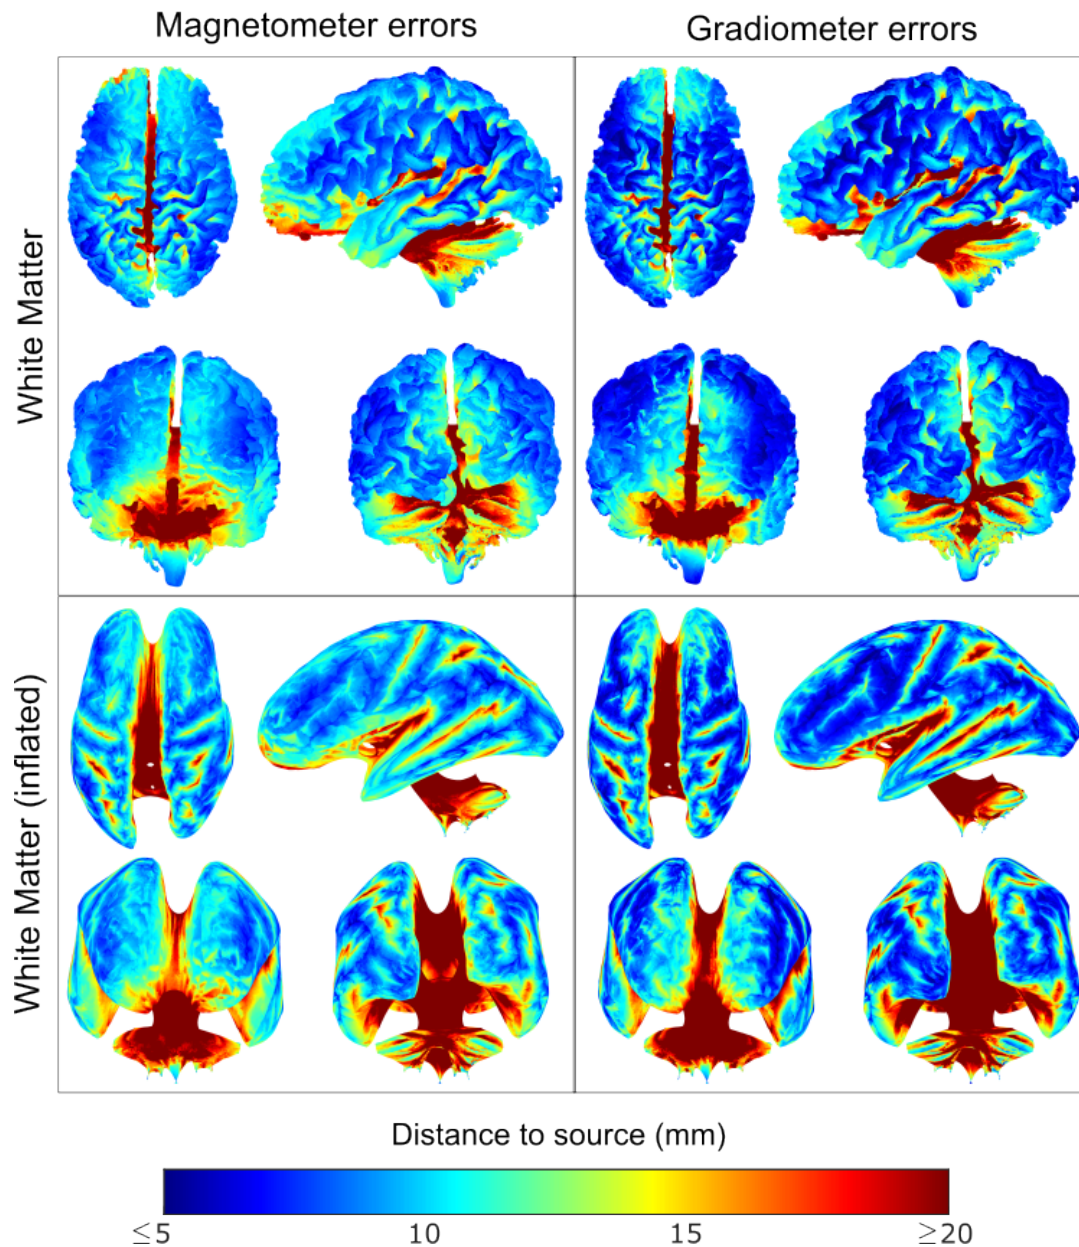 Magnetometer errors
Gradiometer errors
White Matter
White Matter (inflated)
Distance to source (mm)
≤5 10 15 ≥20